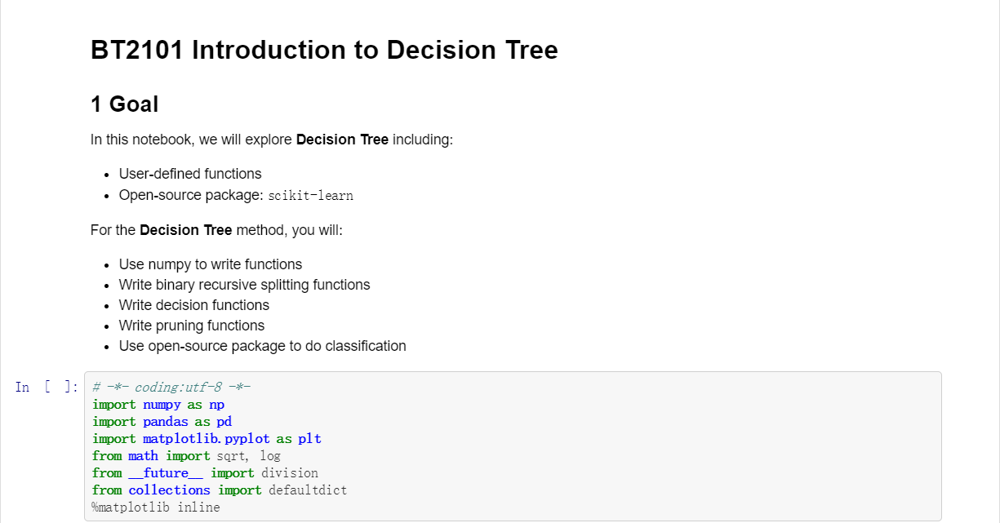 BT2101 Introduction to Decision Tree
1 Goal
In this notebook, we will explore Decision Tree including:
• User-defined functions
• Open-source package: scikit-learn
For the Decision Tree method, you will:
• Use numpy to write functions
• Write binary recursive splitting functions
• Write decision functions
• Write pruning functions
• Use open-source package to do classification
In [ ]: # -*- coding:utf-8 -*-
import numpy as np
import pandas as pd
import matplotlib.pyplot as plt
from math import sqrt, log
from __future__ import division
from collections import defaultdict
%matplotlib inline